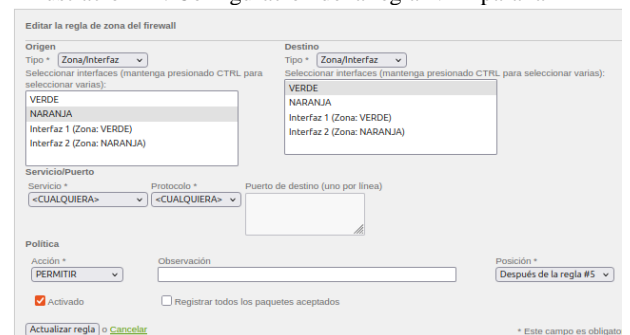 Editar la regla de zona del firewall
Origen
Tipo * Zona/Interfaz
Seleccionar interfaces (mantenga presionado CTRL para
seleccionar varias):
VERDE
NARANJA
Interfaz 1 (Zona: VERDE)
Interfaz 2 (Zona: NARANJA)
Destino
Tipo * Zona/Interfaz
Seleccionar interfaces (mantenga presionado CTRL para seleccionar varias):
VERDE
NARANJA
Interfaz 1 (Zona: VERDE)
Interfaz 2 (Zona: NARANJA)
Servicio/Puerto
Servicio * Protocolo * Puerto de destino (uno por línea)
<CUALQUIERA> <CUALQUIERA>
Política
Acción * Observación Posición *
PERMITIR Después de la regla #5
Activado Registrar todos los paquetes aceptados
Actualizar regla o Cancelar * Este campo es obligato